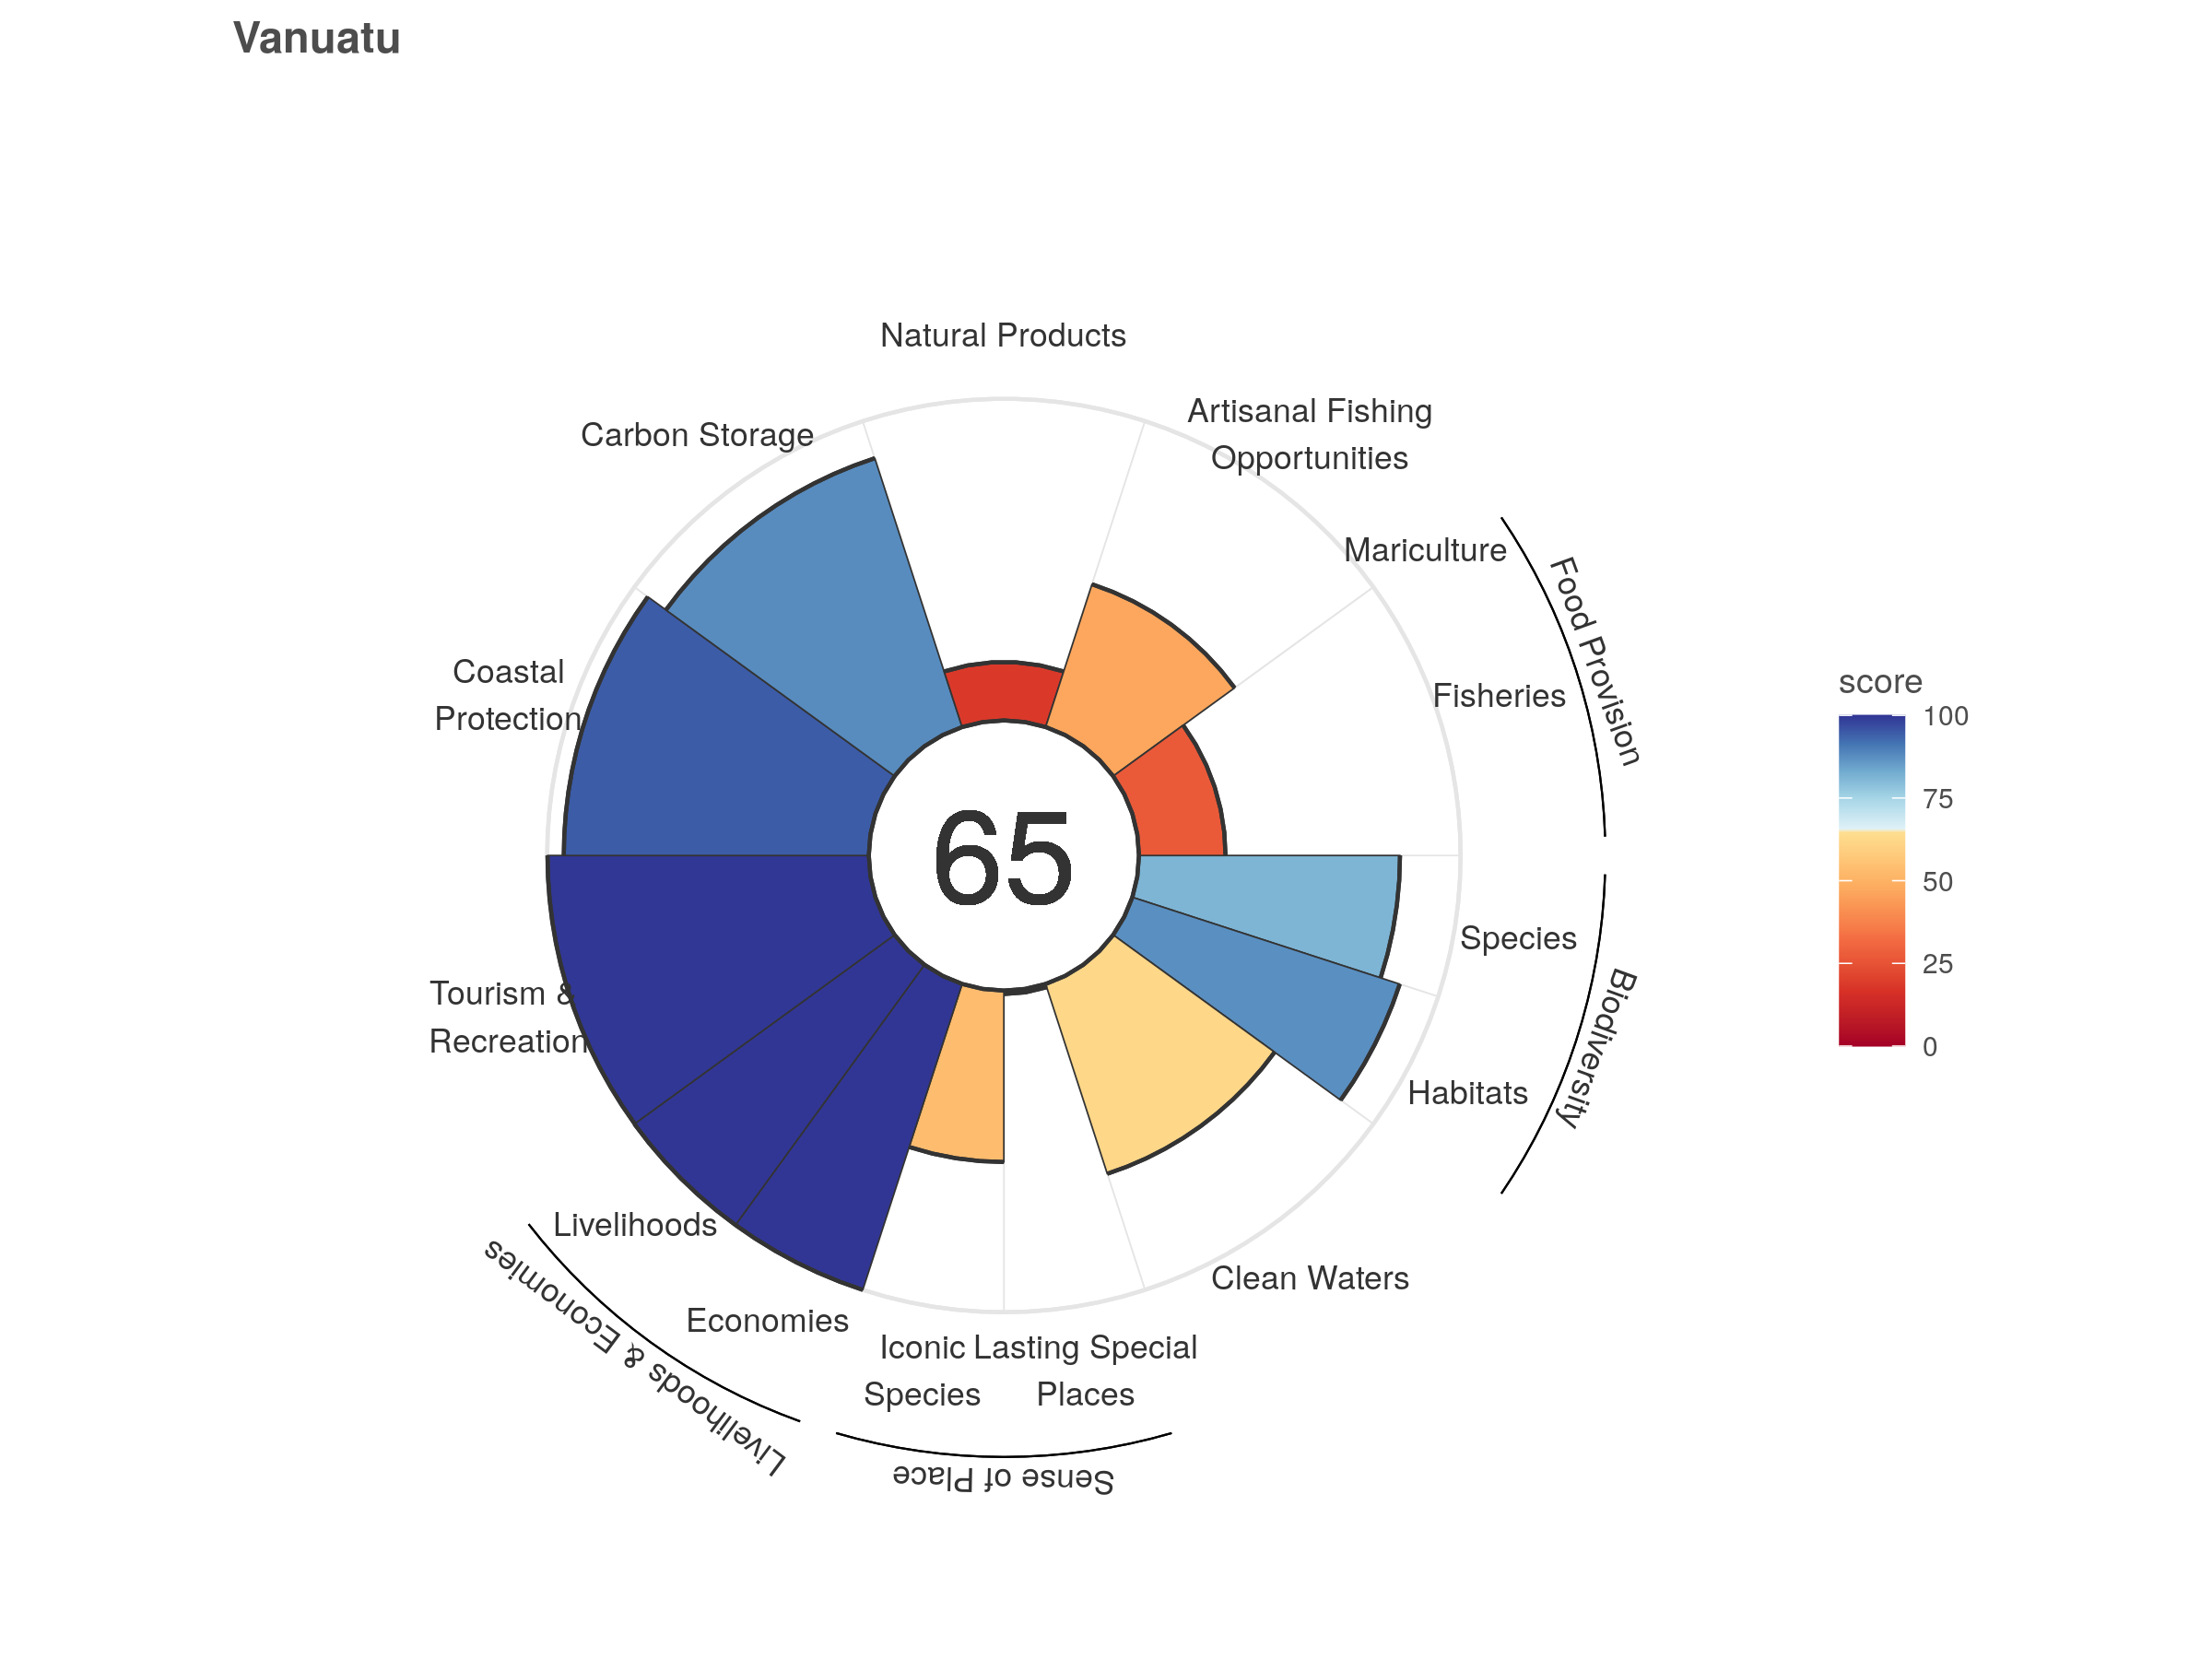 Vanuatu
Natural Products
Artisanal Fishing
Opportunities
Carbon Storage
Mariculture
Food Provision
Fisheries
Coastal
Protection
score
100
75
50
25
0
65
Species
Biodiversity
Habitats
Tourism &
Recreation
Livelihoods
Livelihoods & Economies
Economies
Clean Waters
Iconic
Species
Lasting Special
Places
Sense of Place